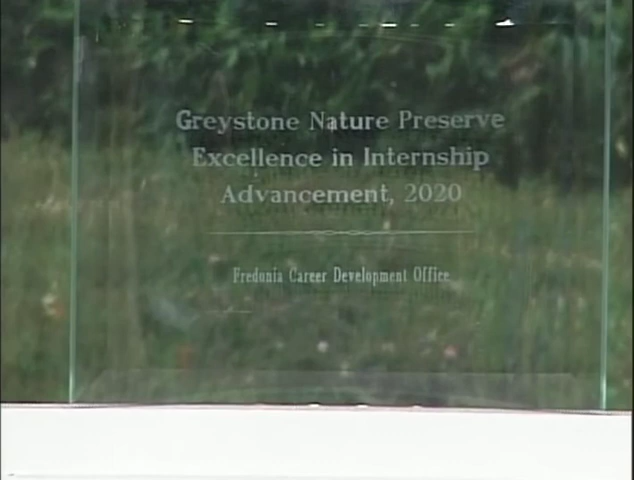 Greystone Nature Preserve
Excellence in Internship
Advancement, 2020
Fredonia Career Development Office